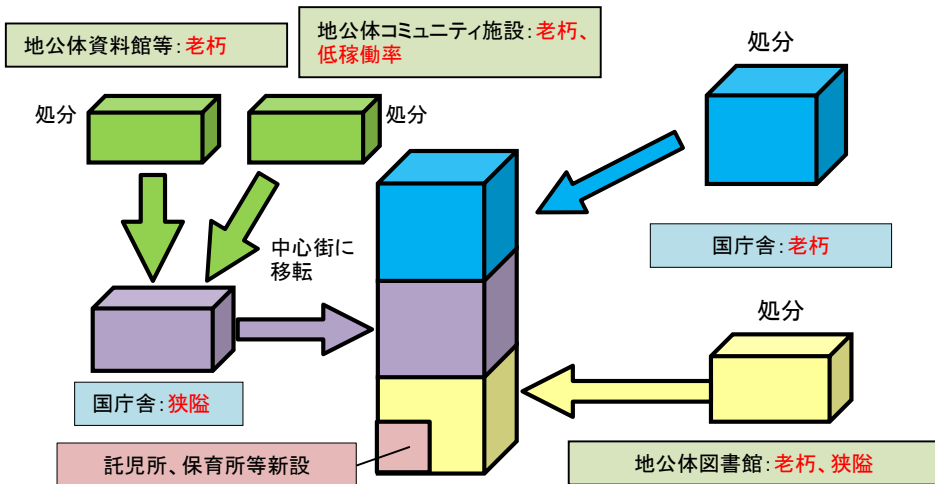 地公体資料館等：老朽
地公体コミュニティ施設：老朽、
低稼働率
処分
処分
処分
中心街に
移転
国庁舎：老朽
処分
国庁舎：狭隘
託児所、保育所等新設
地公体図書館：老朽、狭隘